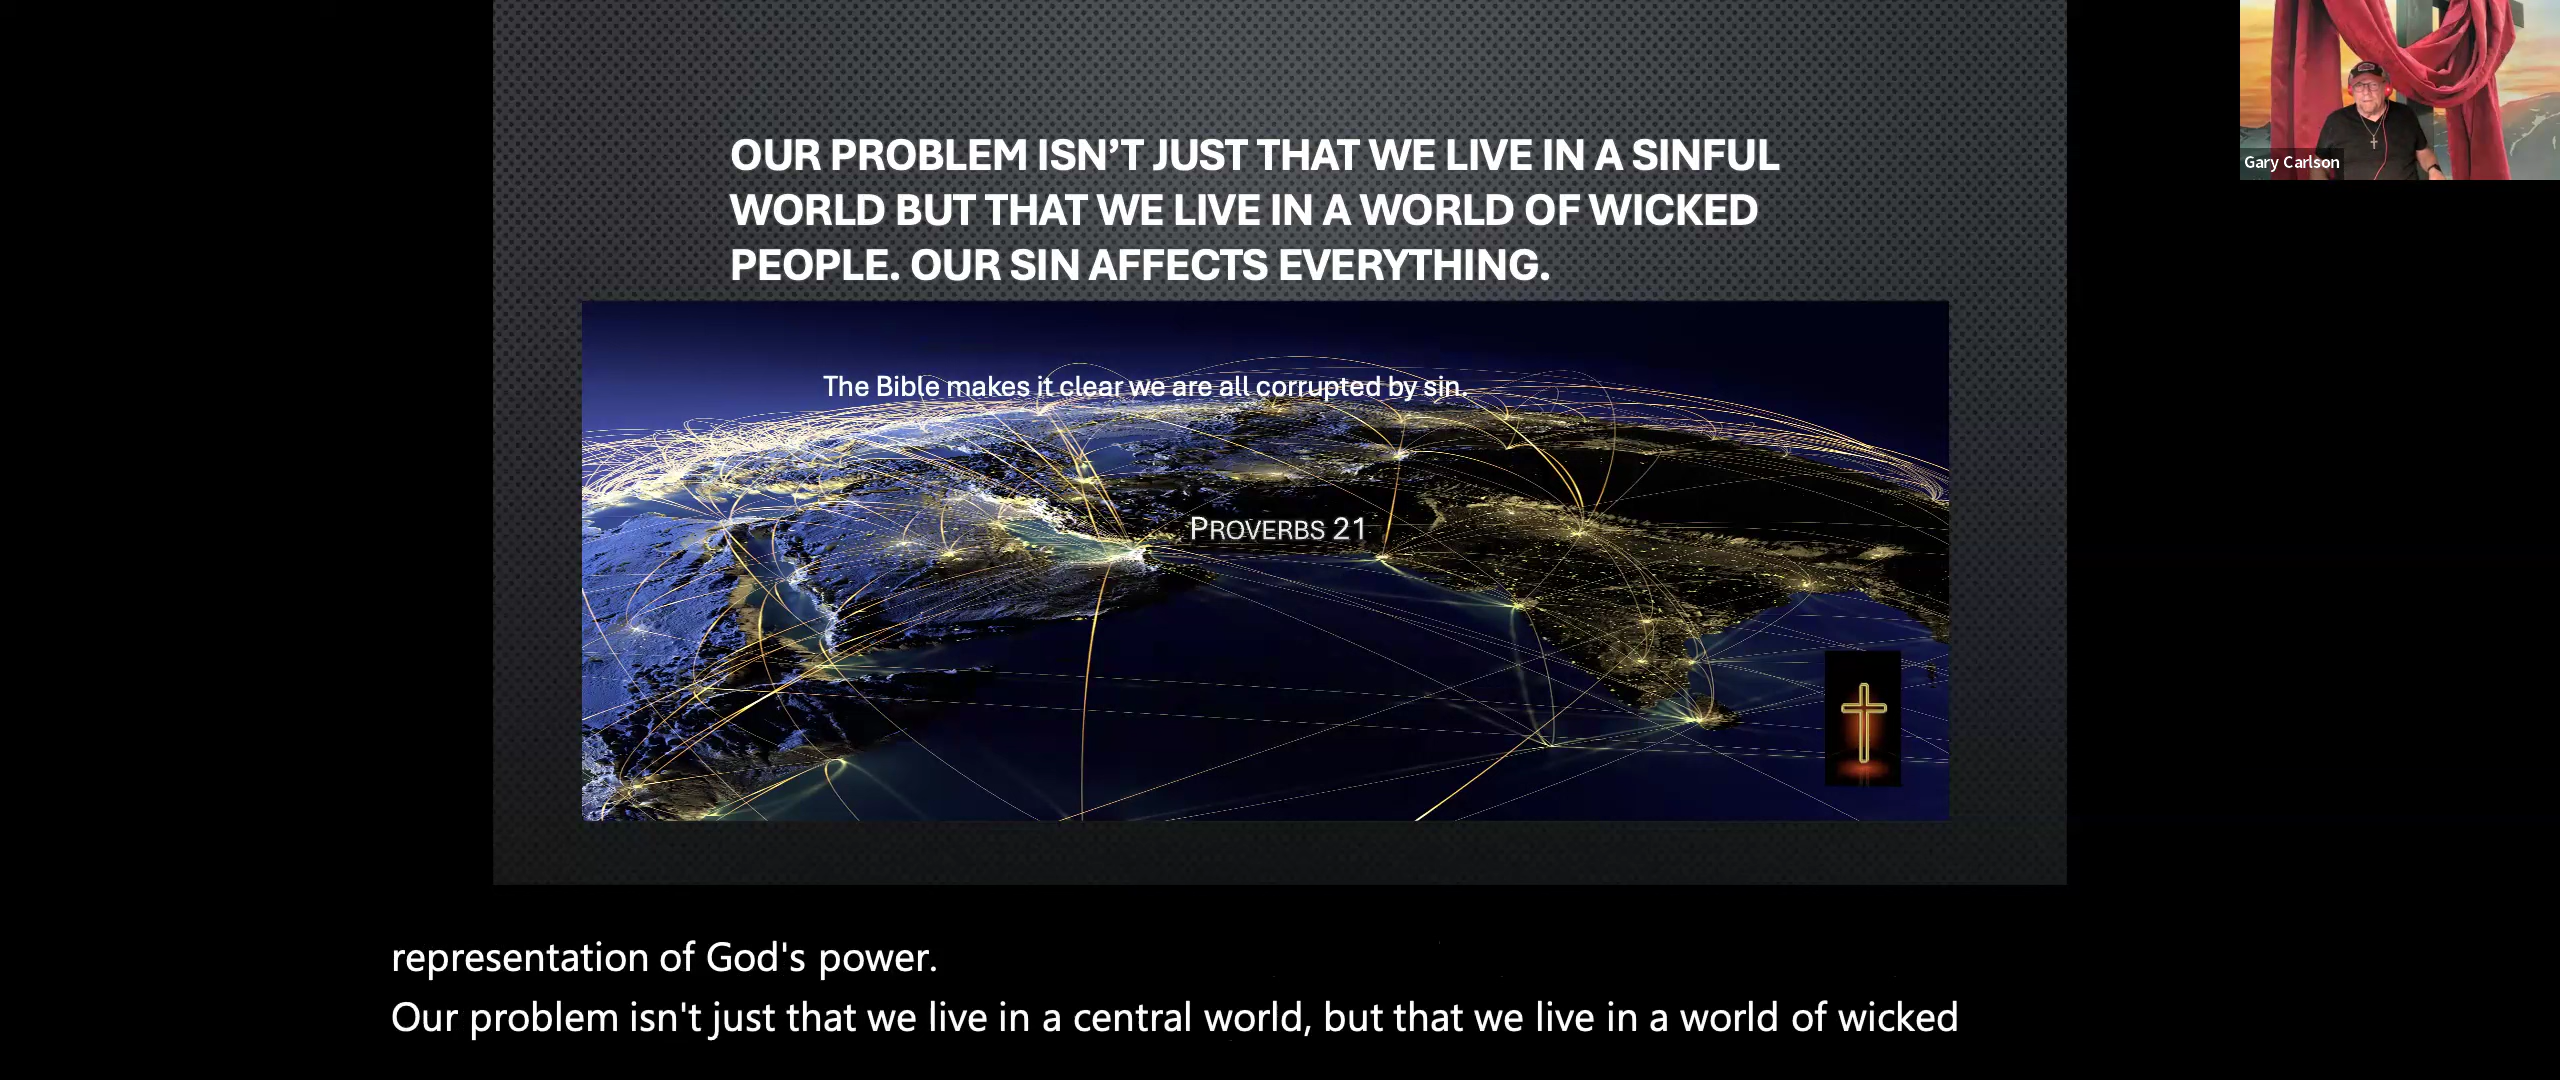 OUR PROBLEM ISN’T JUST THAT WE LIVE IN A SINFUL
WORLD BUT THAT WE LIVE IN A WORLD OF WICKED
PEOPLE. OUR SIN AFFECTS EVERYTHING.
The Bible makes it clear we are all corrupted by sin.
PROVERBS 21
Gary Carlson
representation of God's power.
Our problem isn't just that we live in a central world, but that we live in a world of wicked